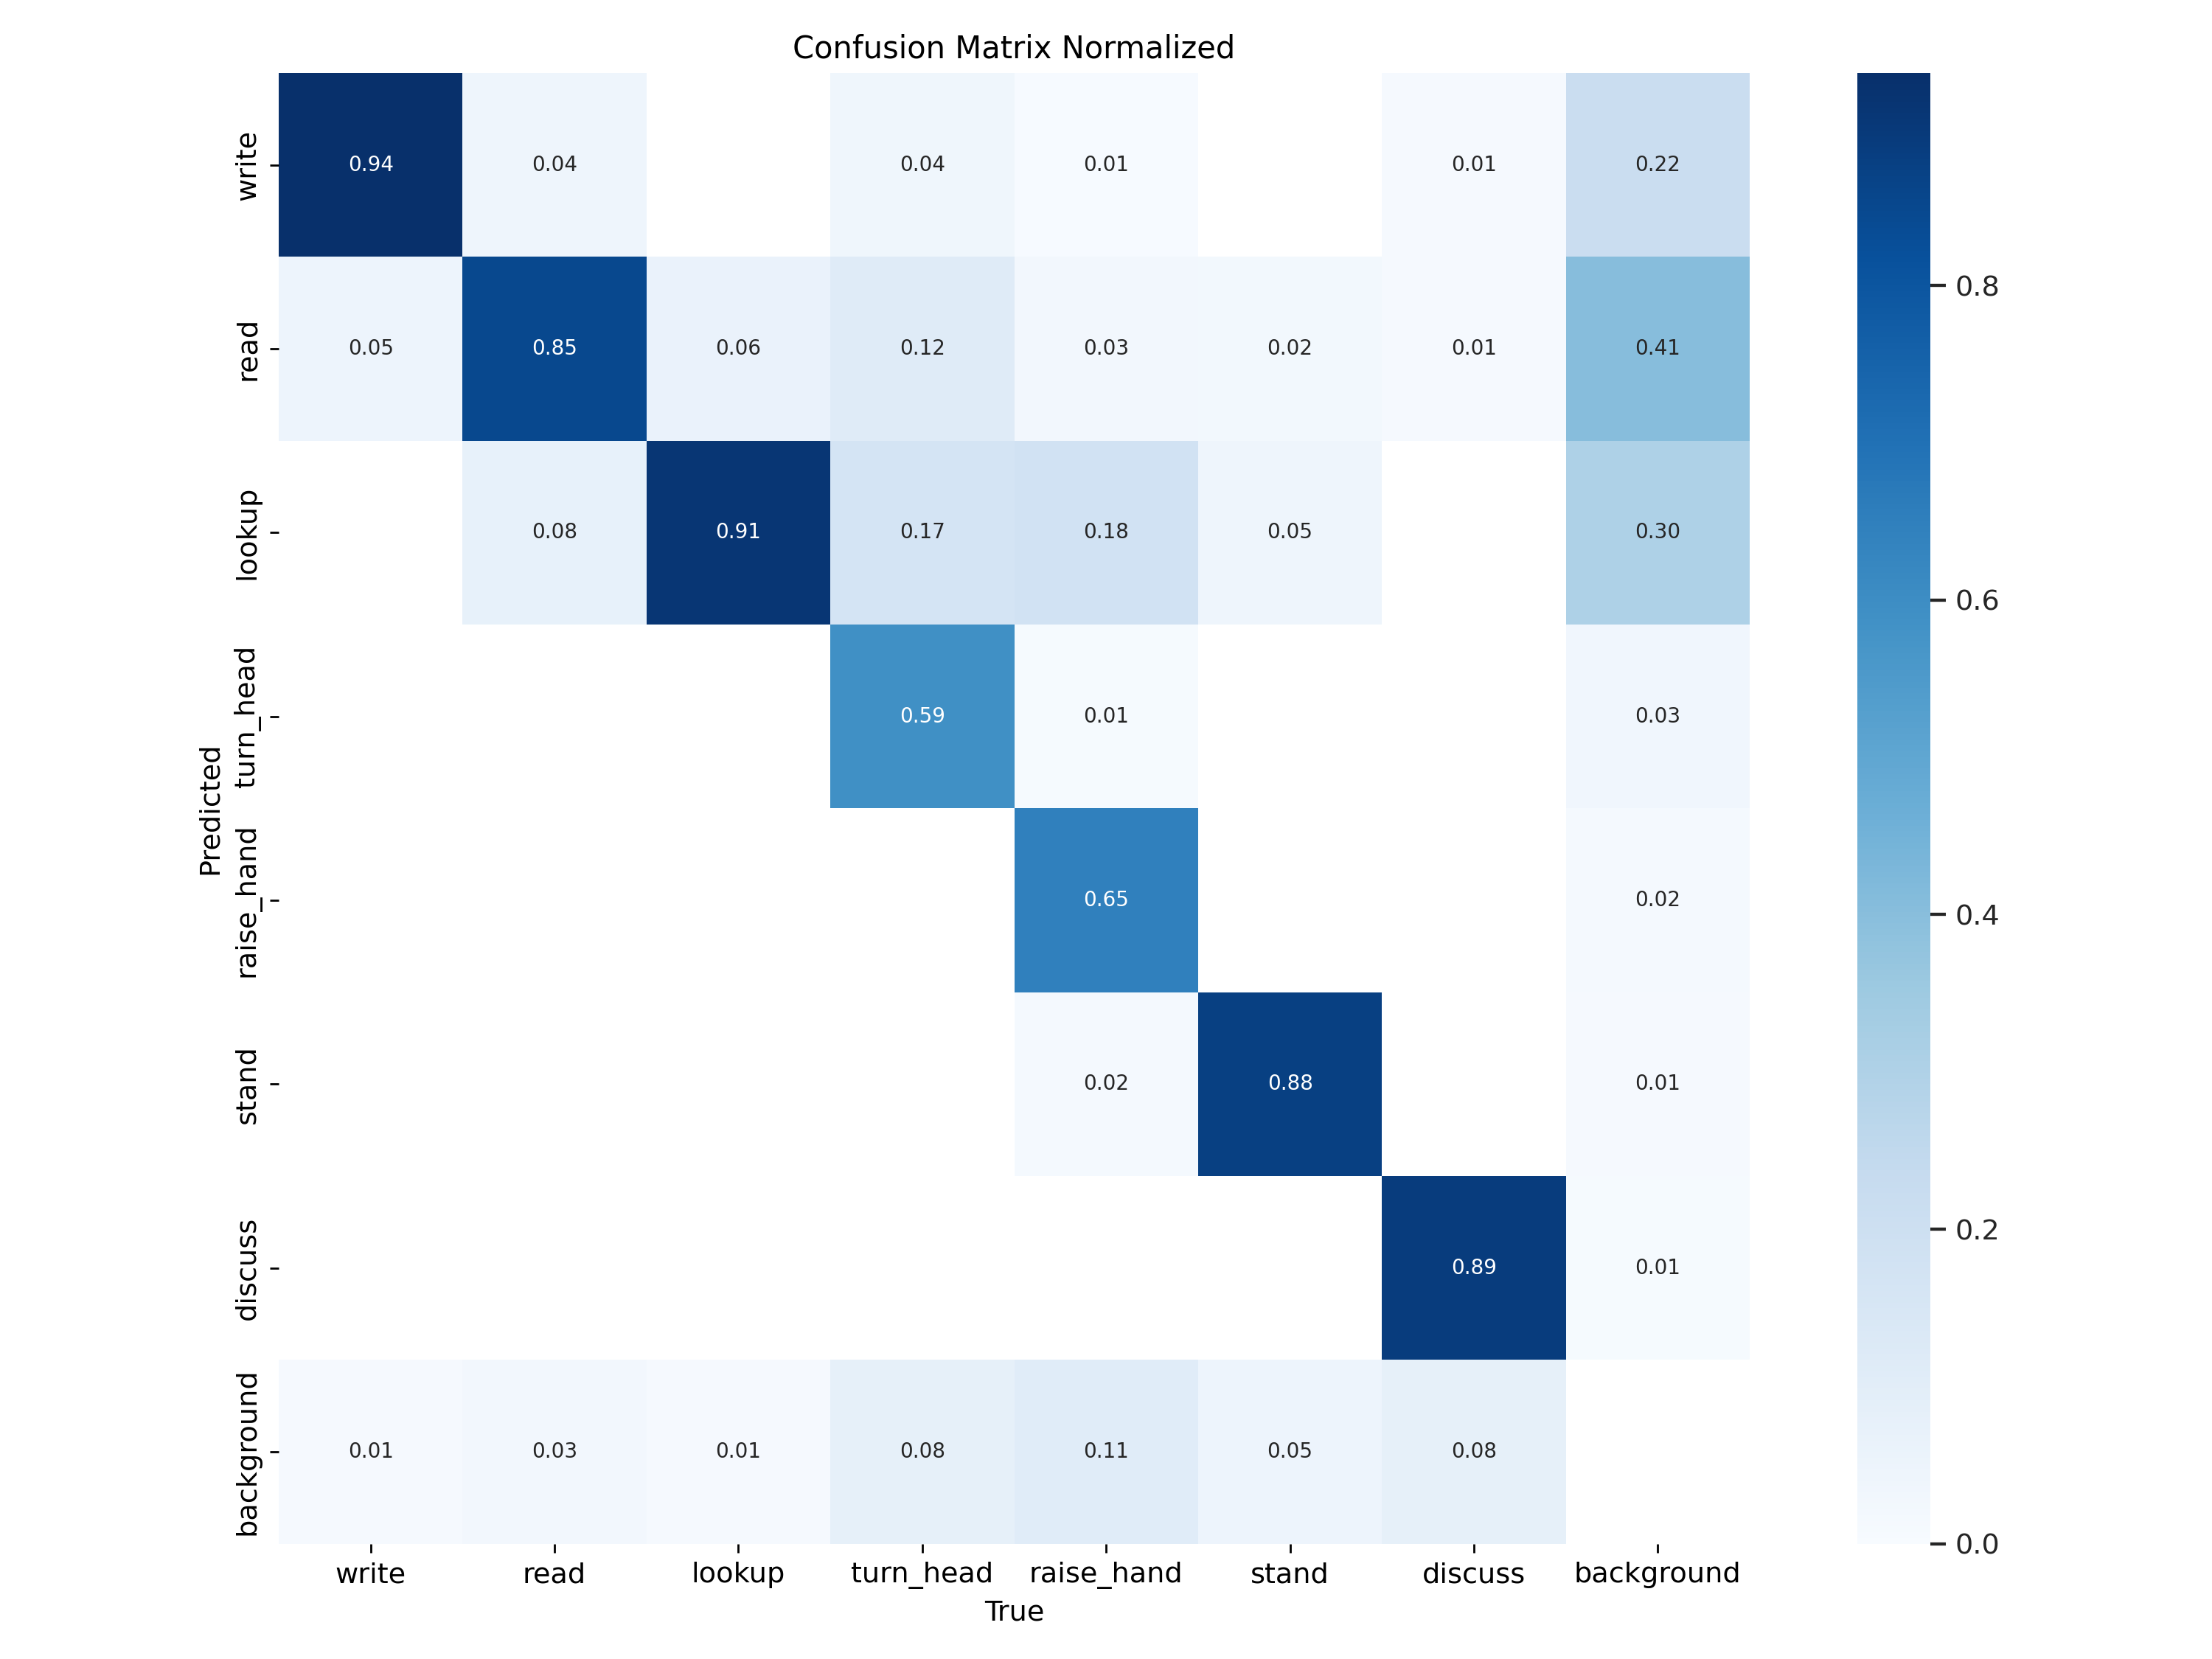 Confusion Matrix Normalized
write 0.94 0.04 0.04 0.01 0.01 0.22
read 0.05 0.85 0.06 0.12 0.03 0.02 0.01 0.41
lookup 0.08 0.91 0.17 0.18 0.05 0.30
turn_head 0.59 0.01 0.03
raise_hand 0.65 0.02
stand 0.02 0.88 0.01
discuss 0.89 0.01
background 0.01 0.03 0.01 0.08 0.11 0.05 0.08
Predicted
write read lookup turn_head raise_hand stand discuss background
True
0.8
0.6
0.4
0.2
0.0